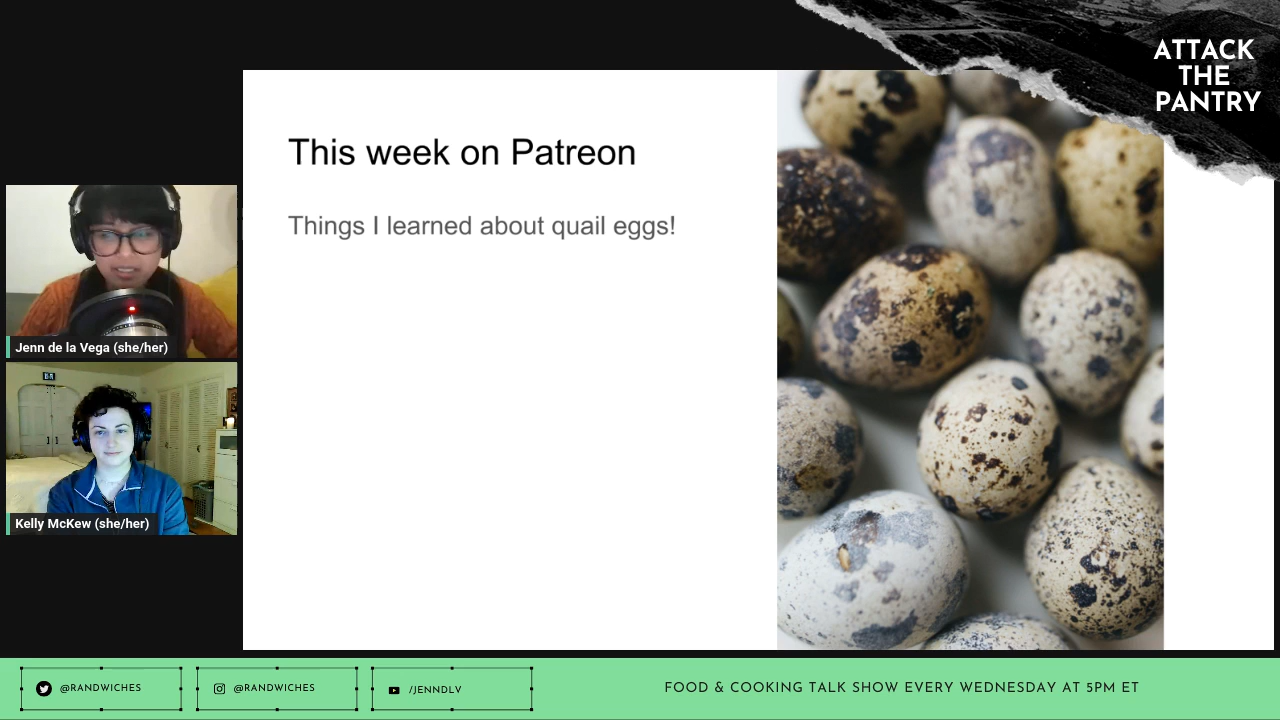 ATTACK
THE
PANTRY
This week on Patreon
Things I learned about quail eggs!
Jenn de la Vega (she/her)
Kelly McKew (she/her)
@RANDWICHES
@RANDWICHES
/JENNDLV
FOOD & COOKING TALK SHOW EVERY WEDNESDAY AT 5PM ET